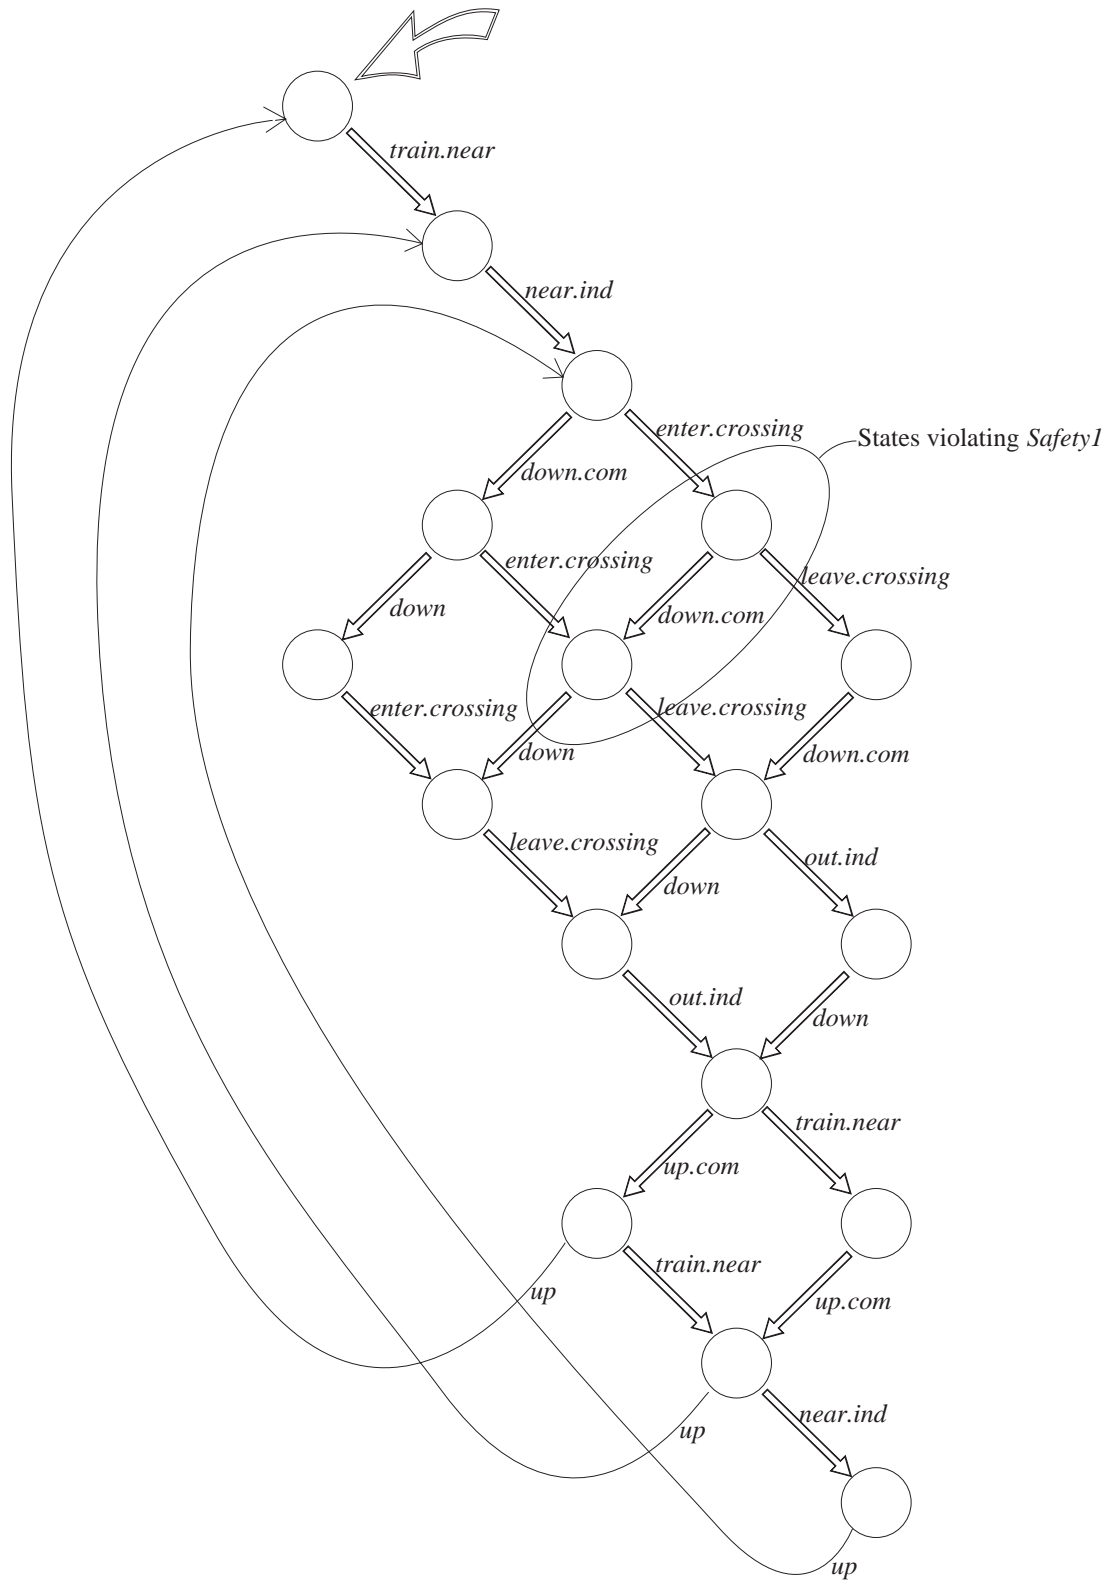 train.near
near.ind
enter.crossing
States violating Safety1
down.com
enter.crossing
leave.crossing
down
down.com
enter.crossing
leave.crossing
down
down.com
leave.crossing
out.ind
down
out.ind
down
train.near
up.com
train.near
up
up.com
near.ind
up
up